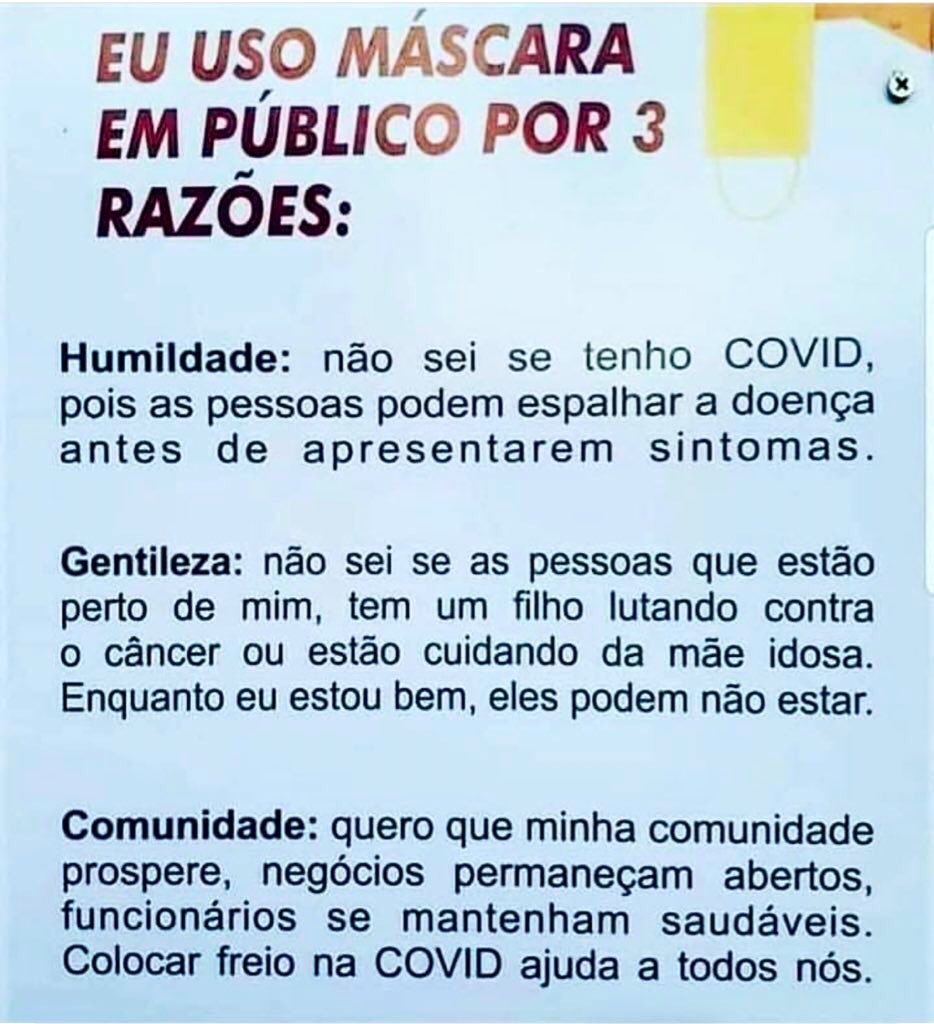 EU USO MÁSCARA
EM PÚBLICO POR 3
RAZÕES:
Humildade: não sei se tenho COVID,
pois as pessoas podem espalhar a doença
antes de apresentarem sintomas.
Gentileza: não sei se as pessoas que estão
perto de mim, tem um filho lutando contra
o câncer ou estão cuidando da mãe idosa.
Enquanto eu estou bem, eles podem não estar.
Comunidade: quero que minha comunidade
prospere, negócios permaneçam abertos,
funcionários se mantenham saudáveis.
Colocar freio na COVID ajuda a todos nós.